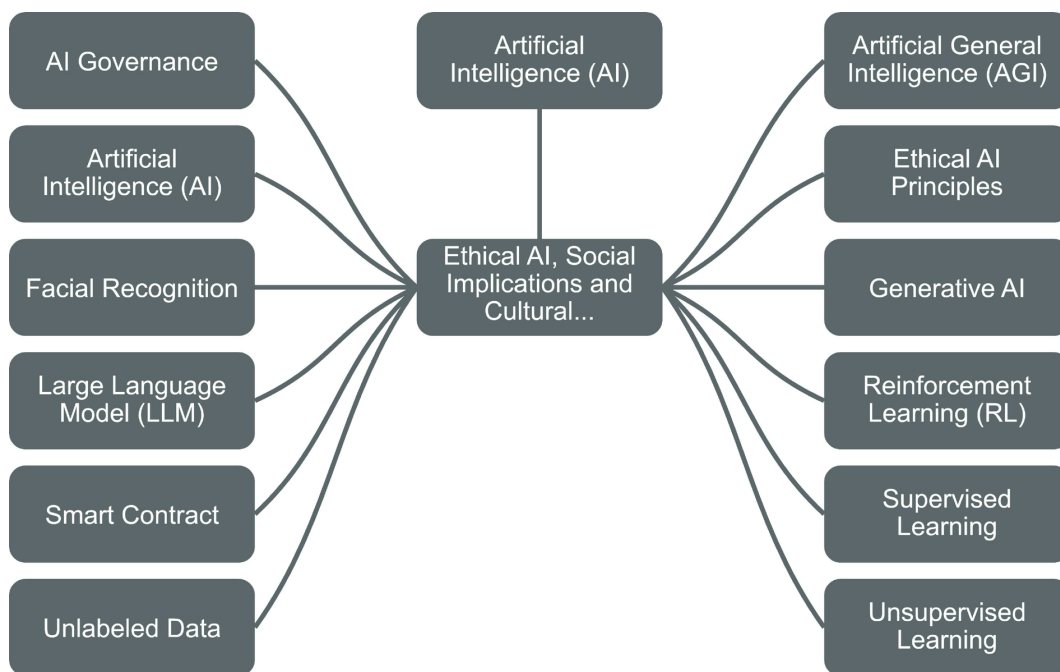 AI Governance
Artificial
Intelligence (AI)
Facial Recognition
Large Language
Model (LLM)
Smart Contract
Unlabeled Data
Artificial
Intelligence (AI)
Ethical AI, Social
Implications and
Cultural...
Artificial General
Intelligence (AGI)
Ethical AI
Principles
Generative AI
Reinforcement
Learning (RL)
Supervised
Learning
Unsupervised
Learning